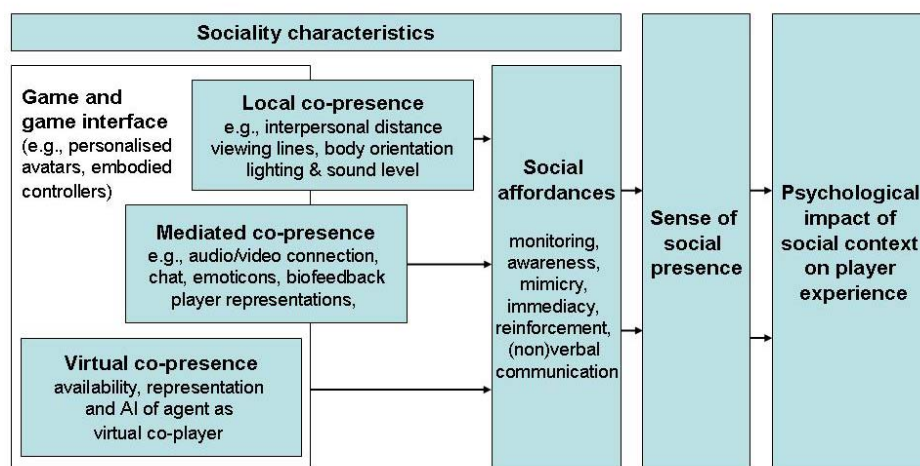 Sociality characteristics
Game and
game interface
(e.g., personalised
avatars, embodied
controllers)
Local co-presence
e.g., interpersonal distance
viewing lines, body orientation
lighting & sound level
Mediated co-presence
e.g., audio/video connection,
chat, emoticons, biofeedback
player representations,
Virtual co-presence
availability, representation
and AI of agent as
virtual co-player
Social
affordances
monitoring,
awareness,
mimicry,
immediacy,
reinforcement,
(non)verbal
communication
Sense of
social
presence
Psychological
impact of
social context
on player
experience